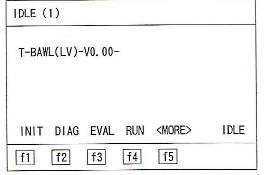 IDLE (1)
T-BAWL(LV)-V0.00-
INIT DIAG EVAL RUN <MORE> IDLE
f1 f2 f3 f4 f5